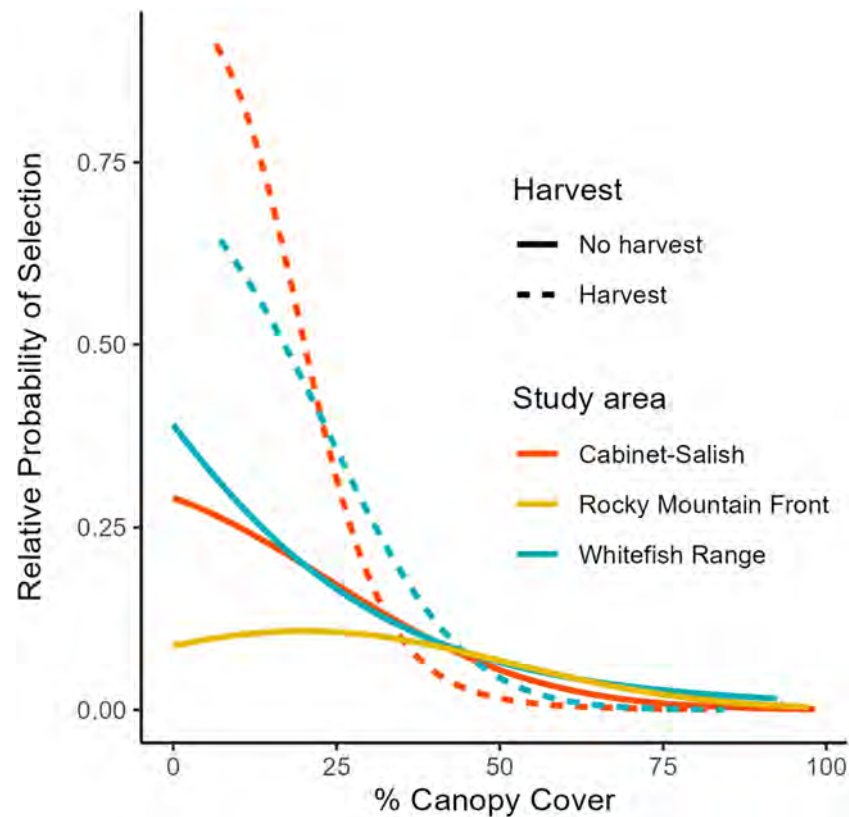 Relative Probability of Selection
0.75
0.50
0.25
0.00
Harvest
No harvest
Harvest
Study area
Cabinet-Salish
Rocky Mountain Front
Whitefish Range
0
25
50
75
100
% Canopy Cover